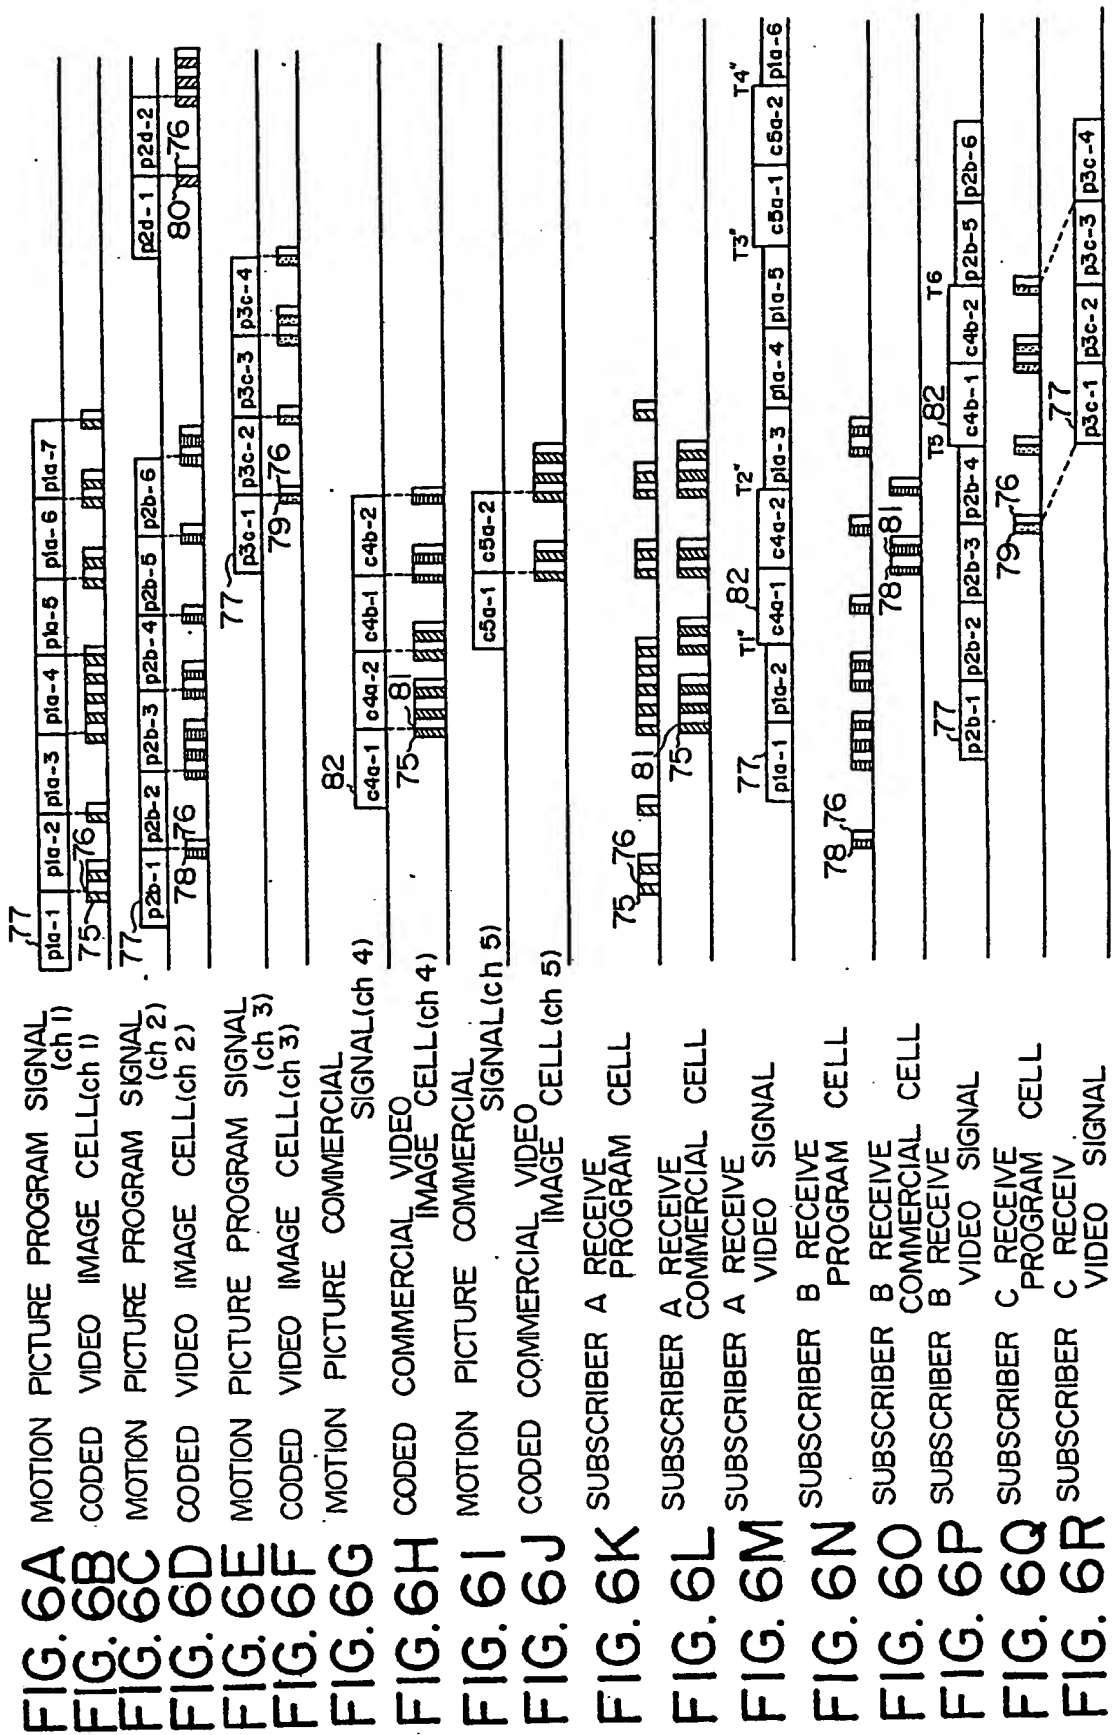 FIG. 6A MOTION PICTURE PROGRAM SIGNAL (ch 1)
77
p1a-1 p1a-2 p1a-3 p1a-4 p1a-5 p1a-6 p1a-7
FIG. 6B CODED VIDEO IMAGE CELL(ch 1)
75 76
FIG. 6C MOTION PICTURE PROGRAM SIGNAL (ch 2)
77
p2b-1 p2b-2 p2b-3 p2b-4 p2b-5 p2b-6 p2d-1 p2d-2
FIG. 6D CODED VIDEO IMAGE CELL(ch 2)
78 76 80 76
FIG. 6E MOTION PICTURE PROGRAM SIGNAL (ch 3)
77
p3c-1 p3c-2 p3c-3 p3c-4
FIG. 6F CODED VIDEO IMAGE CELL(ch 3)
79 76
FIG. 6G MOTION PICTURE COMMERCIAL SIGNAL(ch 4)
82
c4a-1 c4a-2 c4b-1 c4b-2
FIG. 6H CODED COMMERCIAL VIDEO IMAGE CELL(ch 4)
75 81
FIG. 6I MOTION PICTURE COMMERCIAL SIGNAL(ch 5)
c5a-1 c5a-2
FIG. 6J CODED COMMERCIAL VIDEO IMAGE CELL(ch 5)
FIG. 6K SUBSCRIBER A RECEIVE PROGRAM CELL
75 76
FIG. 6L SUBSCRIBER A RECEIVE COMMERCIAL CELL
81
75
FIG. 6M SUBSCRIBER A RECEIVE VIDEO SIGNAL
77 T1" 82 T2" T3" T4"
p1a-1 p1a-2 c4a-1 c4a-2 p1a-3 p1a-4 p1a-5 c5a-1 c5a-2 p1a-6
FIG. 6N SUBSCRIBER B RECEIVE PROGRAM CELL
78 76
FIG. 6O SUBSCRIBER B RECEIVE COMMERCIAL CELL
78 81
FIG. 6P SUBSCRIBER B RECEIVE VIDEO SIGNAL
77 T5 82 T6
p2b-1 p2b-2 p2b-3 p2b-4 c4b-1 c4b-2 p2b-5 p2b-6
FIG. 6Q SUBSCRIBER C RECEIVE PROGRAM CELL
79 76
FIG. 6R SUBSCRIBER C RECEIV VIDEO SIGNAL
77
p3c-1 p3c-2 p3c-3 p3c-4